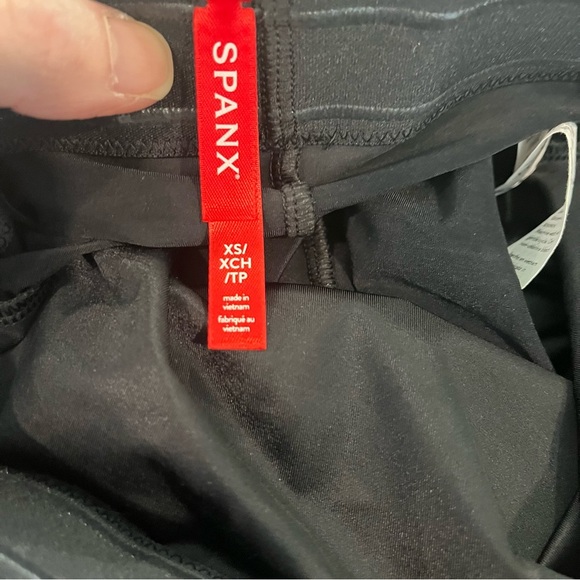 SPANX
XS/
XCH
/TP
made in
vietnam
fabriqué au
vietnam